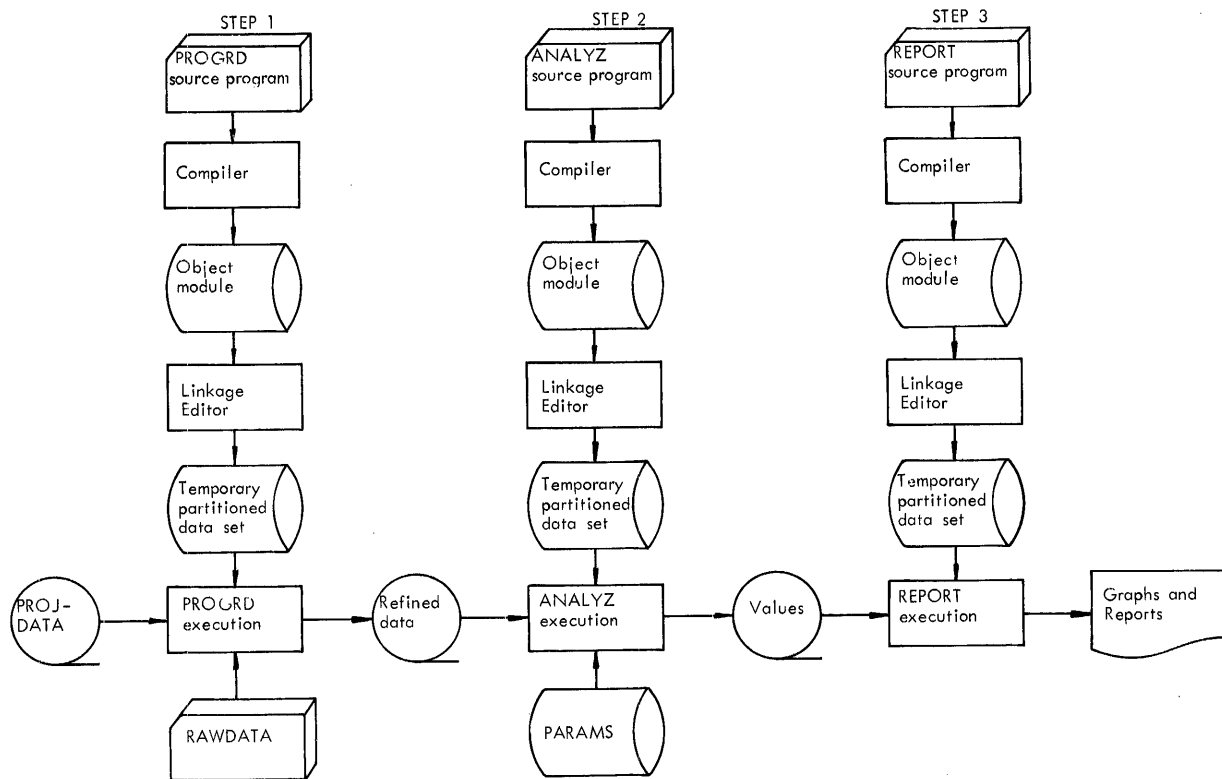 STEP 1
PROGRD
source program
Compiler
Object
module
Linkage
Editor
Temporary
partitioned
data set
PROJ-
DATA
PROGRD
execution
RAWDATA
Refined
data
STEP 2
ANALYZ
source program
Compiler
Object
module
Linkage
Editor
Temporary
partitioned
data set
ANALYZ
execution
PARAMS
Values
STEP 3
REPORT
source program
Compiler
Object
module
Linkage
Editor
Temporary
partitioned
data set
REPORT
execution
Graphs and
Reports